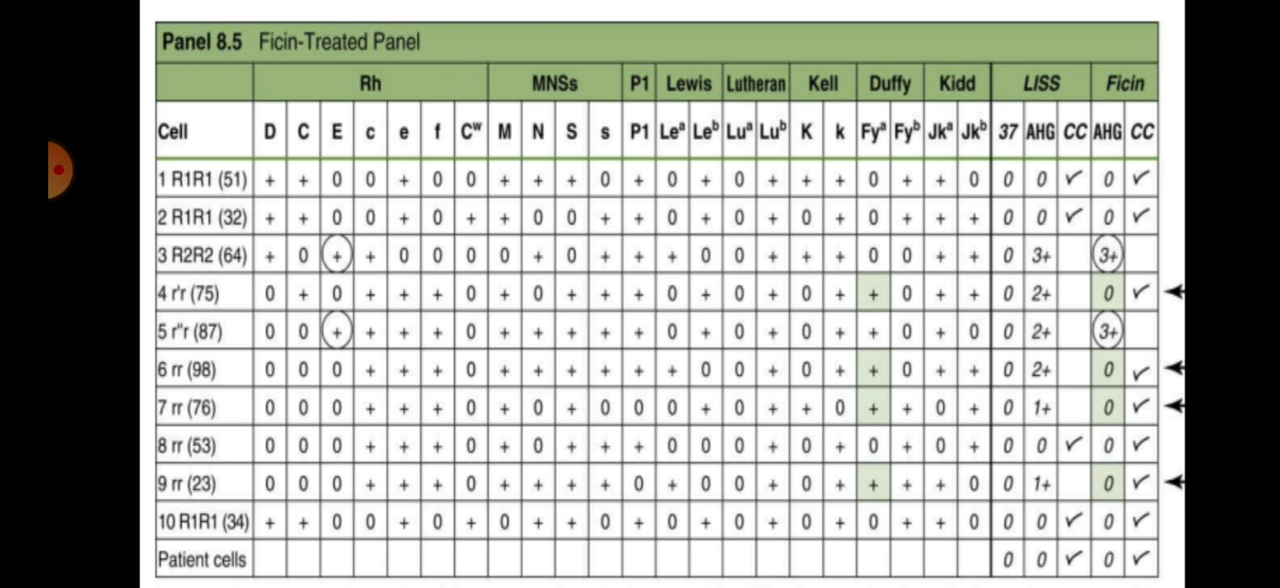 Panel 8.5 Ficin-Treated Panel
Rh MNSs P1 Lewis Lutheran Kell Duffy Kidd LISS Ficin
Cell D C E c e f Cʷ M N S s P1 Leᵃ Leᵇ Luᵃ Luᵇ K k Fyᵃ Fyᵇ Jkᵃ Jkᵇ 37 AHG CC AHG CC
1 R1R1 (51) + + 0 0 + 0 0 + + + 0 + 0 + 0 + + + 0 + + 0 0 0 ✓ 0 ✓
2 R1R1 (32) + + 0 0 + 0 + + 0 0 + + 0 + 0 + 0 + 0 + + + 0 0 ✓ 0 ✓
3 R2R2 (64) + 0 + + 0 0 0 0 + 0 + + + 0 0 + + + 0 0 + + 0 3+ 3+
4 r'r (75) 0 + 0 + + + 0 + 0 + + + 0 + 0 + 0 + + 0 + + 0 2+ 0 ✓
5 r"r (87) 0 0 + + + + 0 + + + + + 0 + 0 + 0 + + 0 + 0 0 2+ 3+
6 rr (98) 0 0 0 + + + 0 + + + + + + 0 0 + 0 + + 0 + + 0 2+ 0 ✓
7 rr (76) 0 0 0 + + + 0 + 0 + 0 0 0 + 0 + + 0 + + 0 + 0 1+ 0 ✓
8 rr (53) 0 0 0 + + + 0 + 0 + + + 0 0 0 + 0 + 0 + 0 + 0 0 ✓ 0 ✓
9 rr (23) 0 0 0 + + + 0 + + + + 0 + 0 0 + 0 + + + + 0 0 1+ 0 ✓
10 R1R1 (34) + + 0 0 + 0 + 0 + + 0 + 0 + 0 + 0 + 0 + + 0 0 0 ✓ 0 ✓
Patient cells 0 0 ✓ 0 ✓